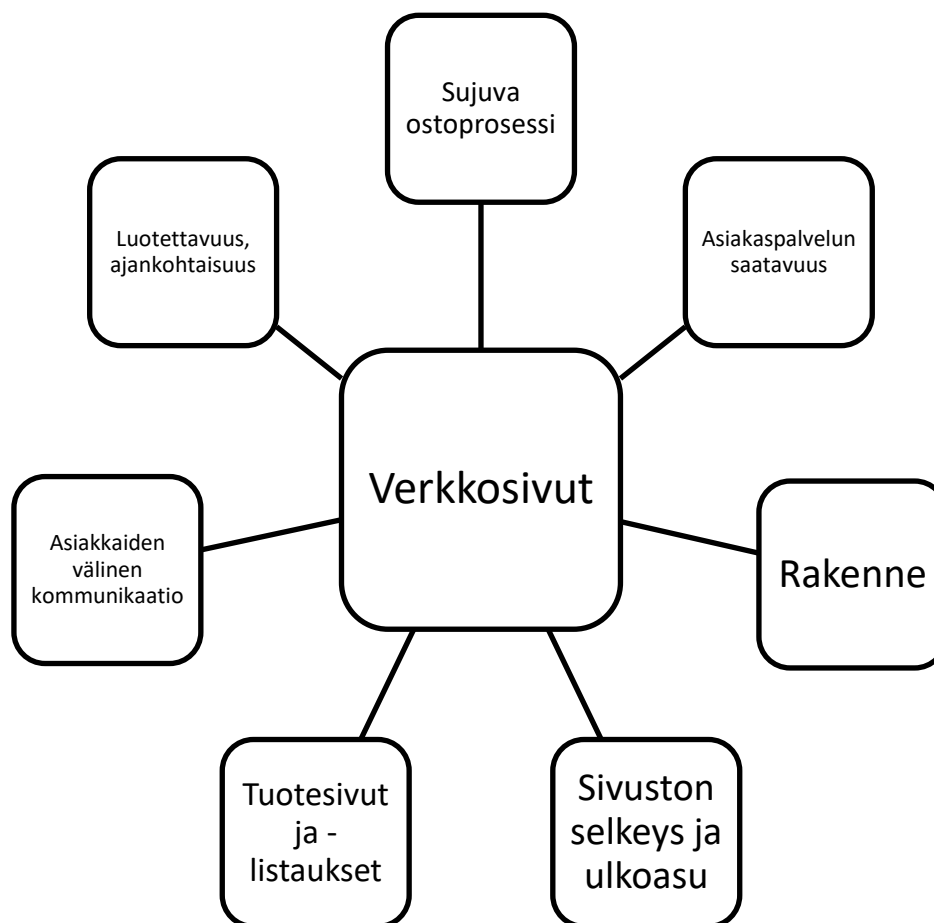 Sujuva
ostoprosessi
Luotettavuus,
ajankohtaisuus
Asiakaspalvelun
saatavuus
Verkkosivut
Asiakkaiden
välinen
kommunikaatio
Rakenne
Tuotesivut
ja -
listaukset
Sivuston
selkeys ja
ulkoasu